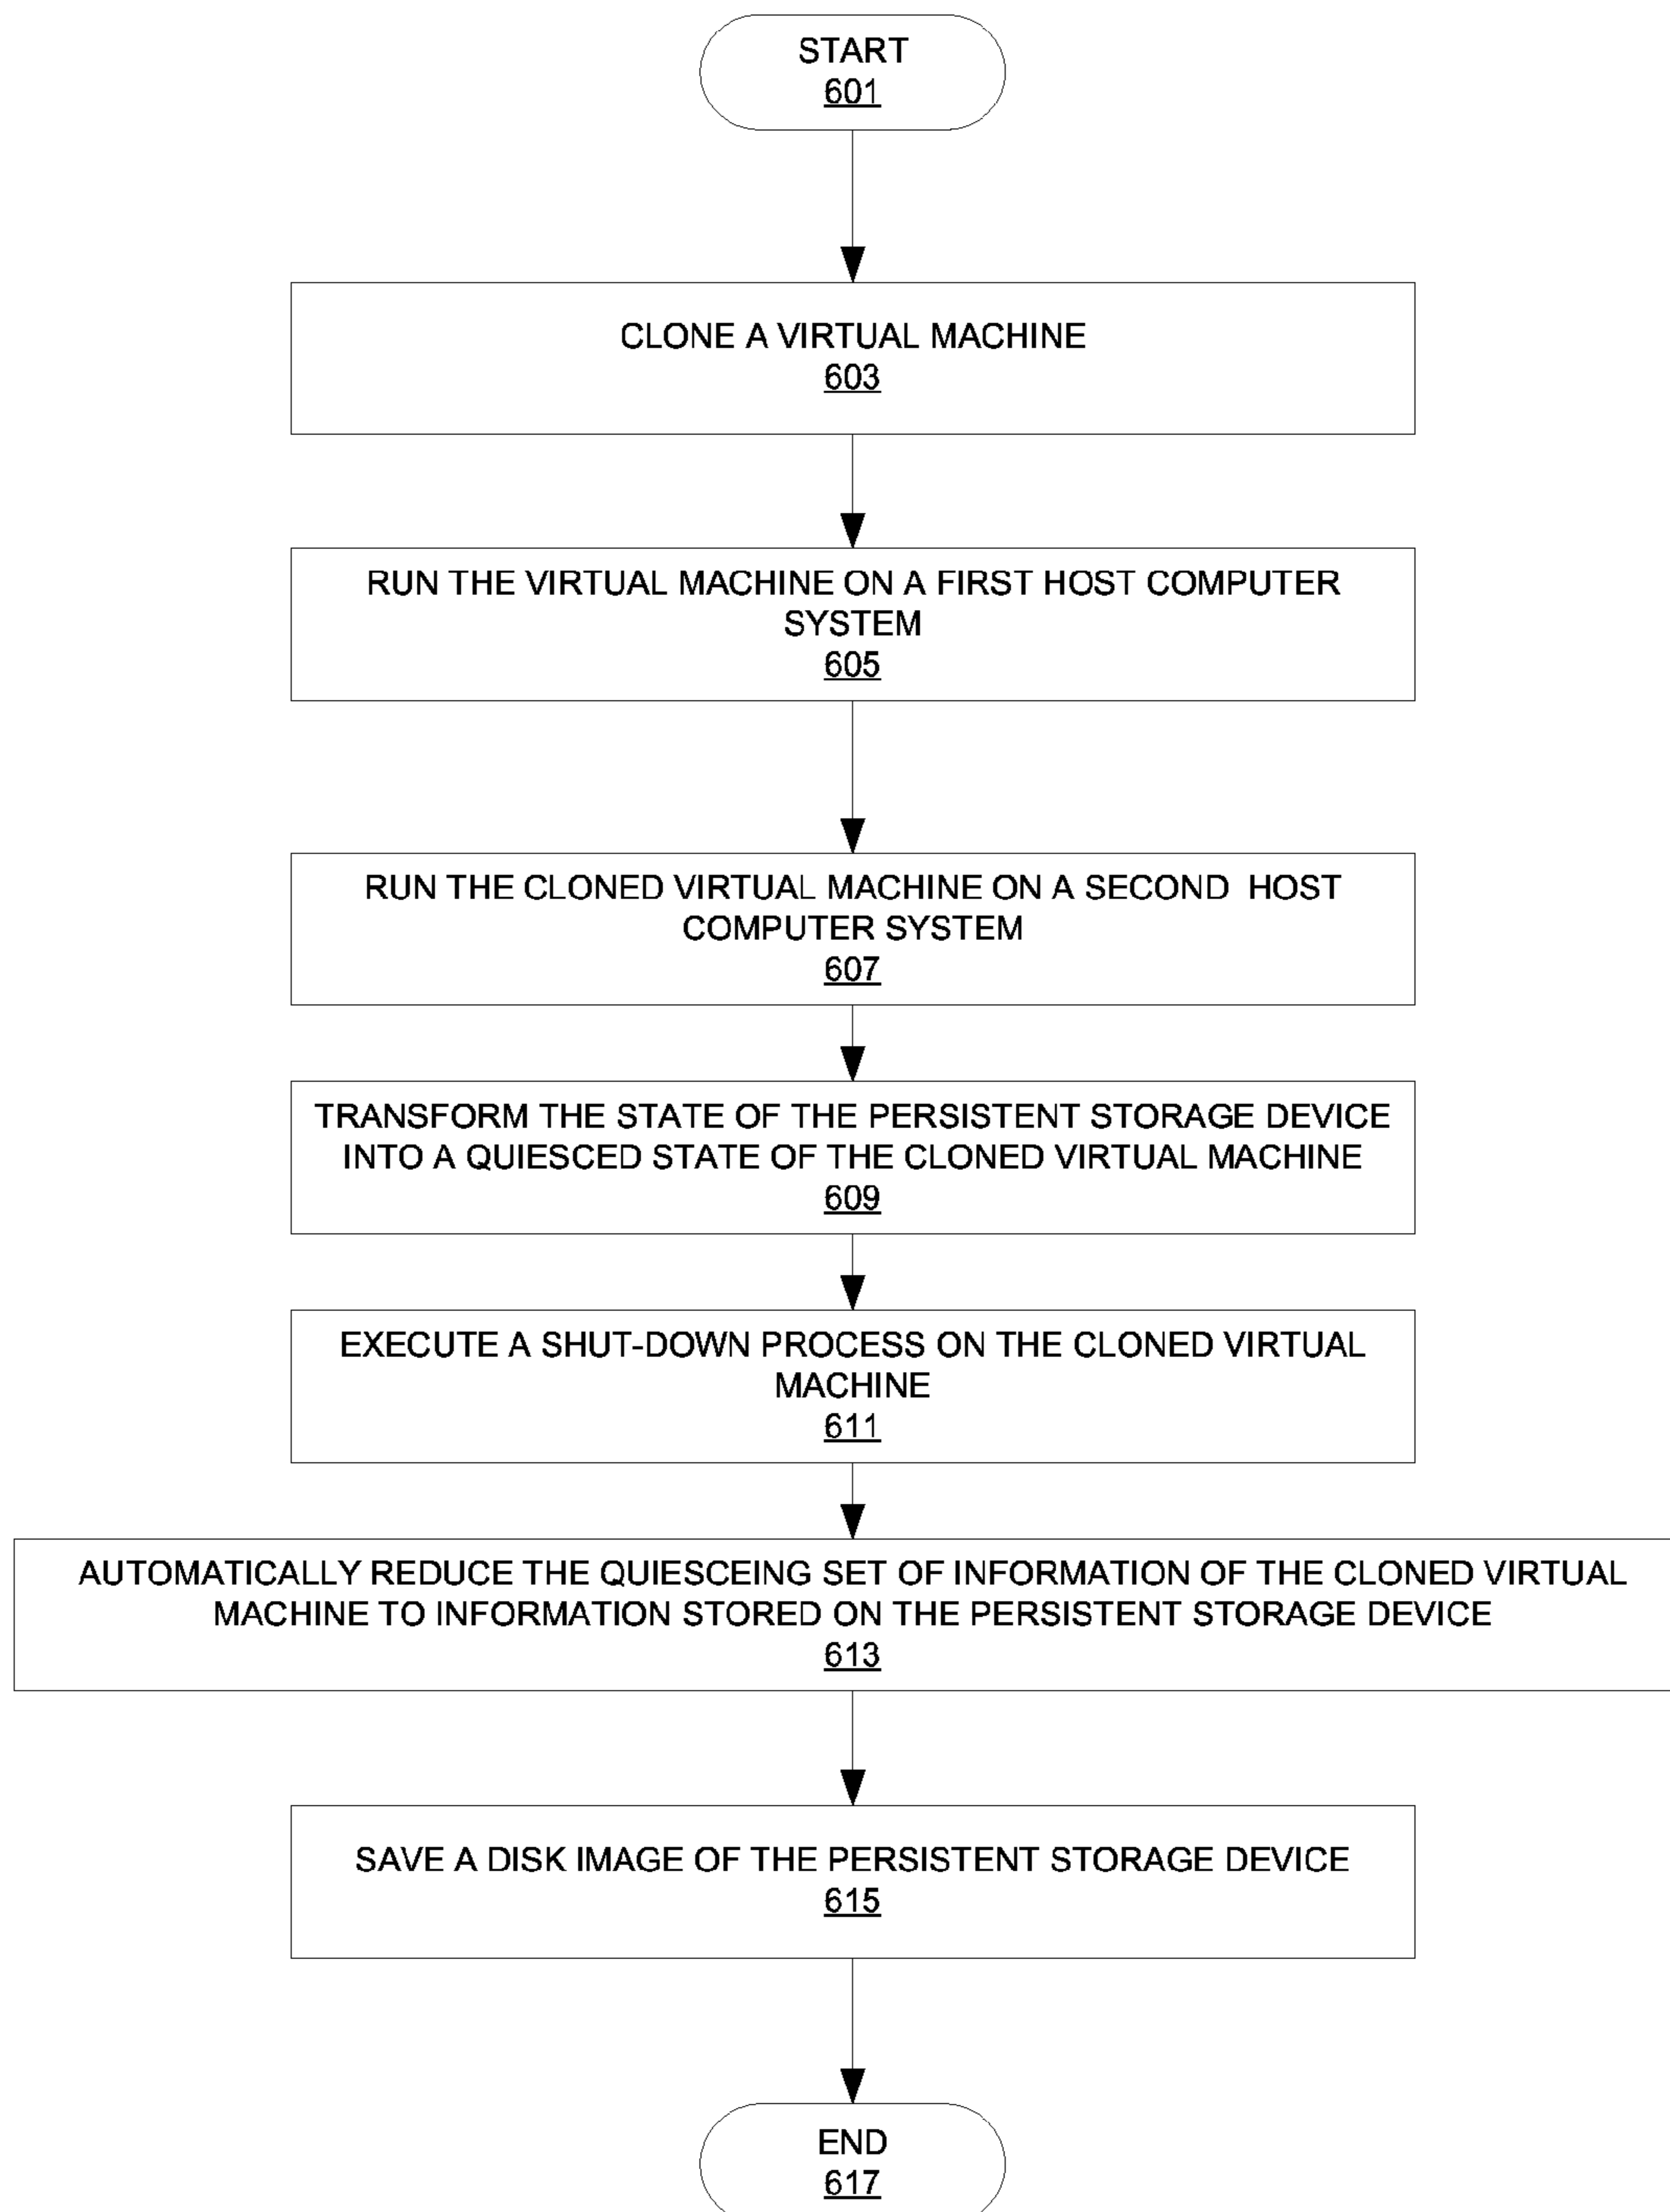 START
601
CLONE A VIRTUAL MACHINE
603
RUN THE VIRTUAL MACHINE ON A FIRST HOST COMPUTER
SYSTEM
605
RUN THE CLONED VIRTUAL MACHINE ON A SECOND  HOST
COMPUTER SYSTEM
607
TRANSFORM THE STATE OF THE PERSISTENT STORAGE DEVICE
INTO A QUIESCED STATE OF THE CLONED VIRTUAL MACHINE
609
EXECUTE A SHUT-DOWN PROCESS ON THE CLONED VIRTUAL
MACHINE
611
AUTOMATICALLY REDUCE THE QUIESCEING SET OF INFORMATION OF THE CLONED VIRTUAL
MACHINE TO INFORMATION STORED ON THE PERSISTENT STORAGE DEVICE
613
SAVE A DISK IMAGE OF THE PERSISTENT STORAGE DEVICE
615
END
617